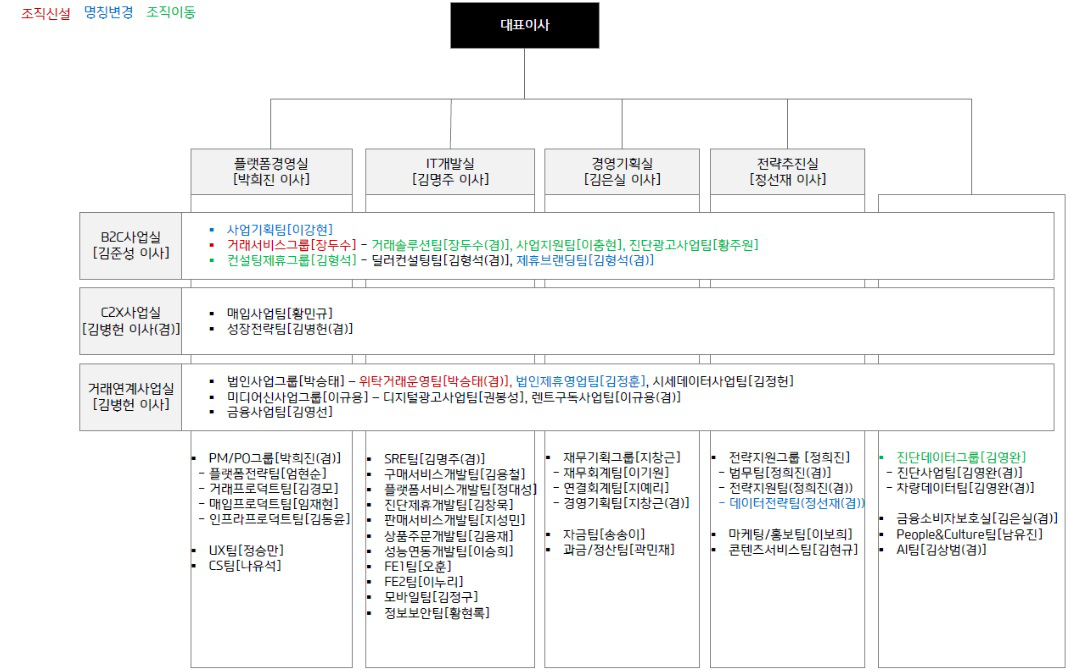 조직신설 명칭변경 조직이동
대표이사
플랫폼경영실
[박희진 이사]
IT개발실
[김명주 이사]
경영기획실
[김은실 이사]
전략추진실
[정선재 이사]
B2C사업실
[김준성 이사]
▪ 사업기획팀[이강현]
▪ 거래서비스그룹[장두수] – 거래솔루션팀[장두수(겸)], 사업지원팀[이충현], 진단광고사업팀[황주원]
▪ 컨설팅제휴그룹[김형석] – 딜러컨설팅팀[김형석(겸)], 제휴브랜딩팀[김형석(겸)]
C2X사업실
[김병헌 이사(겸)]
▪ 매입사업팀[황민규]
▪ 성장전략팀[김병헌(겸)]
거래연계사업실
[김병헌 이사]
▪ 법인사업그룹[박승태] – 위탁거래운영팀[박승태(겸)], 법인제휴영업팀[김정훈], 시세데이터사업팀[김정헌]
▪ 미디어신사업그룹[이규용] – 디지털광고사업팀[권봉성], 렌트구독사업팀[이규용(겸)]
▪ 금융사업팀[김영선]
▪ PM/PO그룹[박희진(겸)]
– 플랫폼전략팀[엄현순]
– 거래프로덕트팀[김경모]
– 매입프로덕트팀[임재현]
– 인프라프로덕트팀[김동윤]
▪ UX팀[정승만]
▪ CS팀[나유석]
▪ SRE팀[김명주(겸)]
▪ 구매서비스개발팀[김용철]
▪ 플랫폼서비스개발팀[정대성]
▪ 진단제휴개발팀[김창묵]
▪ 판매서비스개발팀[지성민]
▪ 상품주문개발팀[김용재]
▪ 성능연동개발팀[이승희]
▪ FE1팀[오훈]
▪ FE2팀[이누리]
▪ 모바일팀[김정구]
▪ 정보보안팀[황현록]
▪ 재무기획그룹[지창근]
– 재무회계팀[이기원]
– 연결회계팀[지예리]
– 경영기획팀[지창근(겸)]
▪ 자금팀[송송이]
▪ 과금/정산팀[곽민재]
▪ 전략지원그룹 [정희진]
– 법무팀[정희진(겸)]
– 전략지원팀(정희진(겸))
– 데이터전략팀(정선재(겸))
▪ 마케팅/홍보팀[이보희]
▪ 콘텐츠서비스팀[김현규]
▪ 진단데이터그룹[김영완]
– 진단사업팀[김영완(겸)]
– 차량데이터팀[김영완(겸)]
▪ 금융소비자보호실[김은실(겸)]
▪ People&Culture팀[남유진]
▪ AI팀[김상범(겸)]